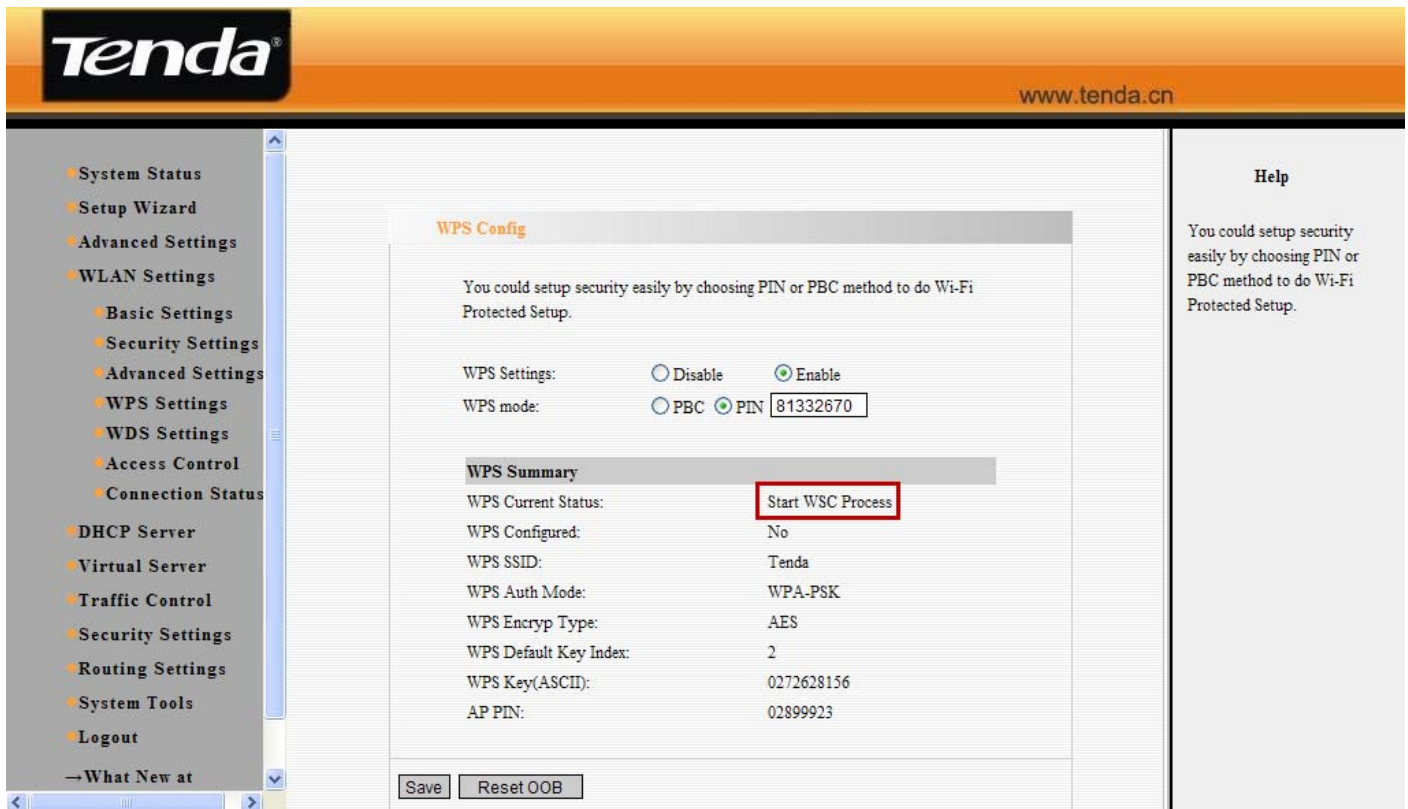 Tenda®
www.tenda.cn
System Status
Setup Wizard
Advanced Settings
WLAN Settings
Basic Settings
Security Settings
Advanced Settings
WPS Settings
WDS Settings
Access Control
Connection Status
DHCP Server
Virtual Server
Traffic Control
Security Settings
Routing Settings
System Tools
Logout
→What New at
WPS Config
You could setup security easily by choosing PIN or PBC method to do Wi-Fi
Protected Setup.
WPS Settings: Disable Enable
WPS mode: PBC PIN 81332670
WPS Summary
WPS Current Status: Start WSC Process
WPS Configured: No
WPS SSID: Tenda
WPS Auth Mode: WPA-PSK
WPS Encryp Type: AES
WPS Default Key Index: 2
WPS Key(ASCII): 0272628156
AP PIN: 02899923
Save Reset OOB
Help
You could setup security
easily by choosing PIN or
PBC method to do Wi-Fi
Protected Setup.